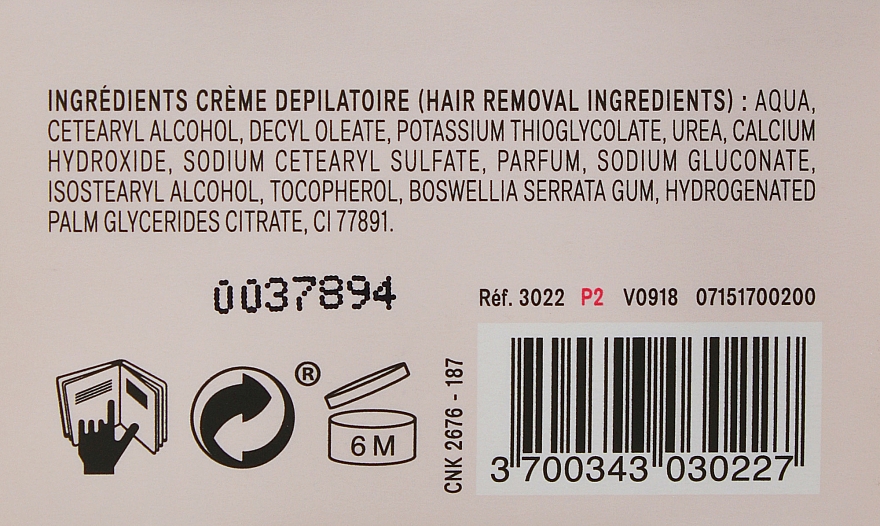 INGRÉDIENTS CRÈME DEPILATOIRE (HAIR REMOVAL INGREDIENTS) : AQUA,
CETEARYL ALCOHOL, DECYL OLEATE, POTASSIUM THIOGLYCOLATE, UREA, CALCIUM
HYDROXIDE, SODIUM CETEARYL SULFATE, PARFUM, SODIUM GLUCONATE,
ISOSTEARYL ALCOHOL, TOCOPHEROL, BOSWELLIA SERRATA GUM, HYDROGENATED
PALM GLYCERIDES CITRATE, CI 77891.
0037894
Réf. 3022 P2 V0918 07151700200
®
6 M
CNK 2676 - 187
3 700343 030227